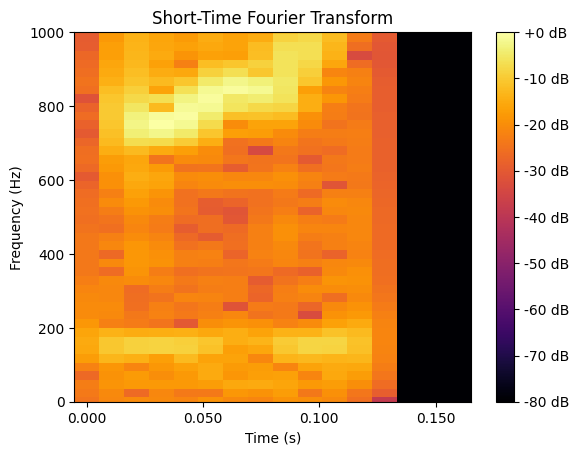 Short-Time Fourier Transform
1000
800
600
400
200
0
Frequency (Hz)
0.000
0.050
0.100
0.150
Time (s)
+0 dB
-10 dB
-20 dB
-30 dB
-40 dB
-50 dB
-60 dB
-70 dB
-80 dB